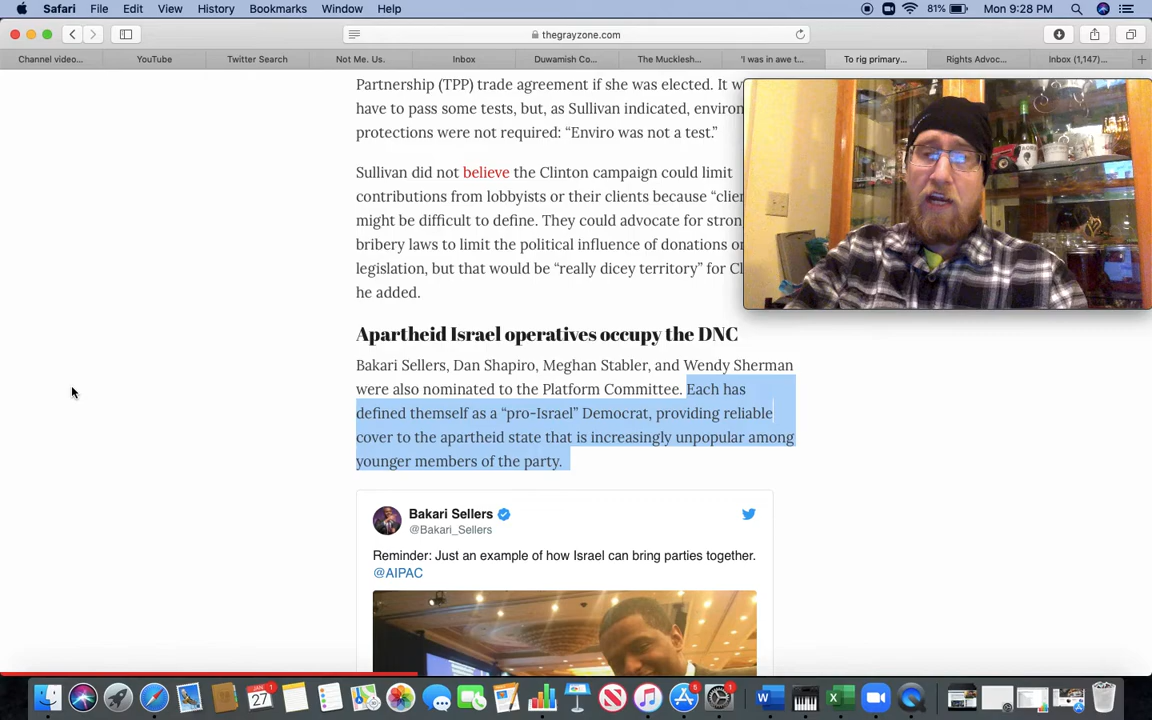 Safari File Edit View History Bookmarks Window Help 81% Mon 9:28 PM
thegrayzone.com
Channel video... YouTube Twitter Search Not Me. Us. Inbox Duwamish Co... The Mucklesh... 'I was in awe t... To rig primary... Rights Advoc... Inbox (1,147)...
Partnership (TPP) trade agreement if she was elected. It w
have to pass some tests, but, as Sullivan indicated, environ
protections were not required: “Enviro was not a test.”
Sullivan did not believe the Clinton campaign could limit
contributions from lobbyists or their clients because “clien
might be difficult to define. They could advocate for stron
bribery laws to limit the political influence of donations on
legislation, but that would be “really dicey territory” for Cl
he added.
Apartheid Israel operatives occupy the DNC
Bakari Sellers, Dan Shapiro, Meghan Stabler, and Wendy Sherman
were also nominated to the Platform Committee. Each has
defined themself as a “pro-Israel” Democrat, providing reliable
cover to the apartheid state that is increasingly unpopular among
younger members of the party.
Bakari Sellers
@Bakari_Sellers
Reminder: Just an example of how Israel can bring parties together.
@AIPAC
JAN 27 1 6 1